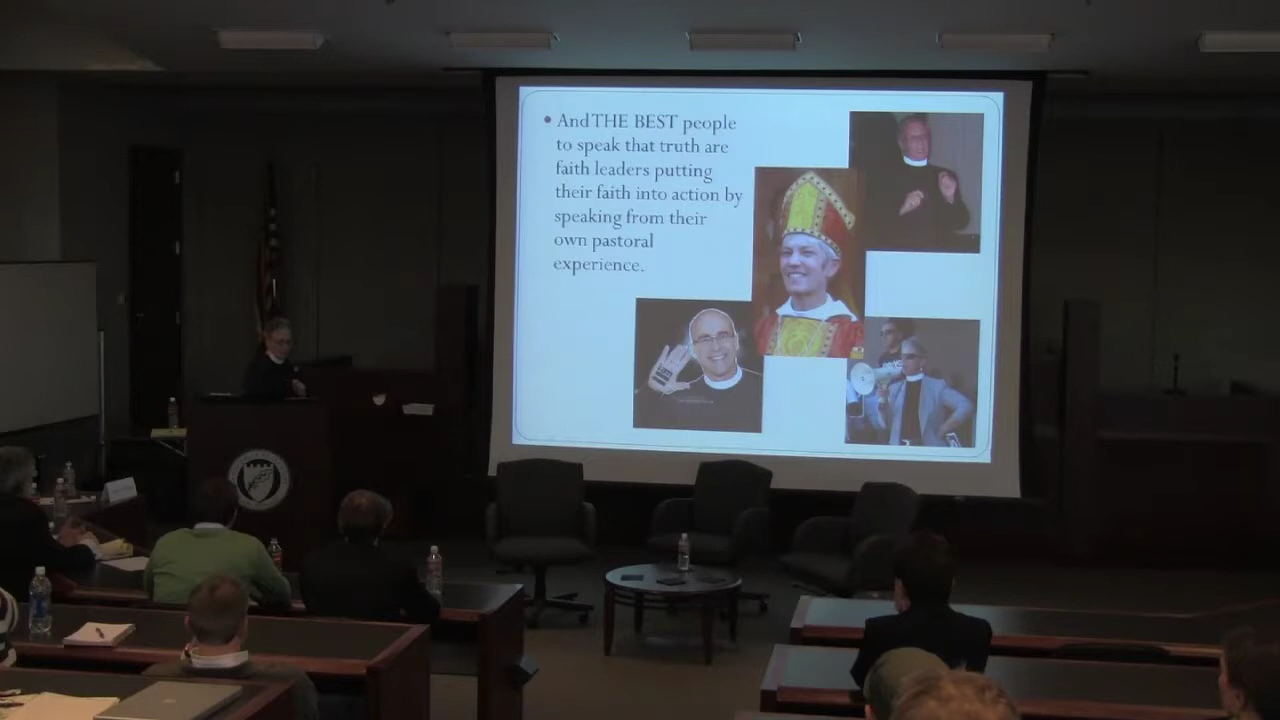 And THE BEST people
to speak that truth are
faith leaders putting
their faith into action by
speaking from their
own pastoral
experience.